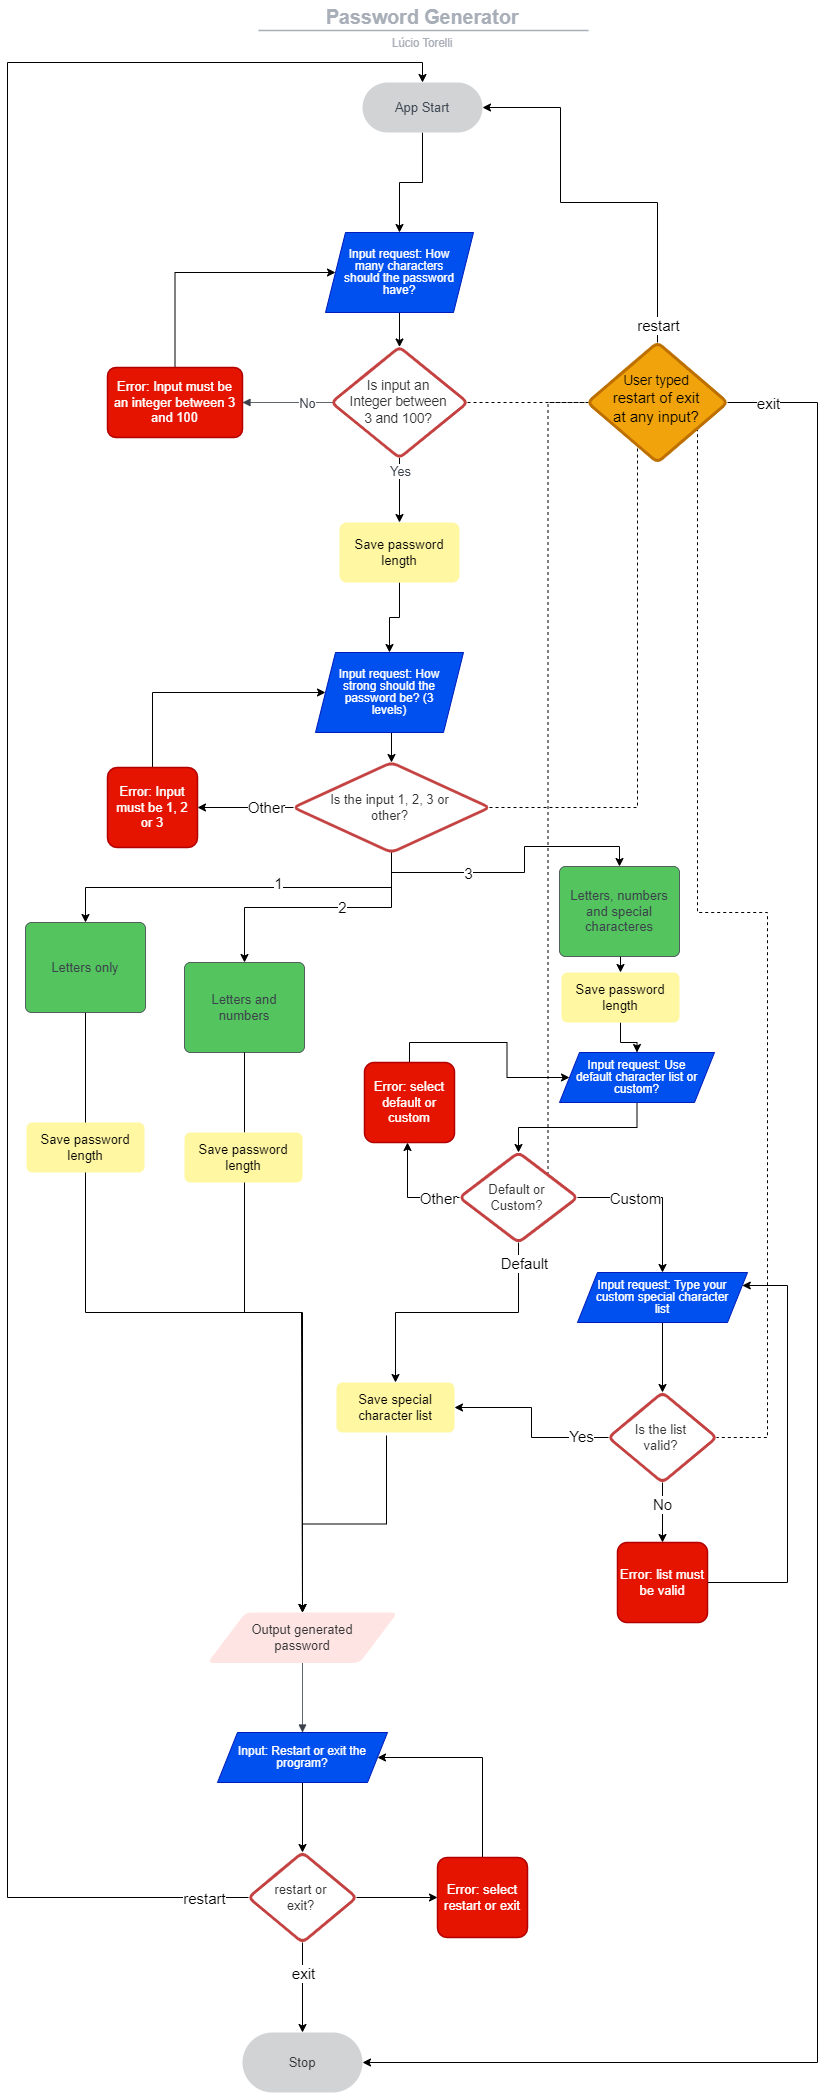 Password Generator
Lúcio Torelli
App Start
Input request: How
many characters
should the password
have?
restart
Error: Input must be
an integer between 3
and 100
No
Is input an
Integer between
3 and 100?
User typed
restart of exit
at any input?
exit
Yes
Save password
length
Input request: How
strong should the
password be? (3
levels)
Error: Input
must be 1, 2
or 3
Other
Is the input 1, 2, 3 or
other?
1
2
3
Letters only
Letters and
numbers
Letters, numbers
and special
characteres
Save password
length
Input request: Use
default character list or
custom?
Error: select
default or
custom
Save password
length
Save password
length
Other
Default or
Custom?
Custom
Default
Input request: Type your
custom special character
list
Save special
character list
Yes
Is the list
valid?
No
Error: list must
be valid
Output generated
password
Input: Restart or exit the
program?
restart
restart or
exit?
Error: select
restart or exit
exit
Stop